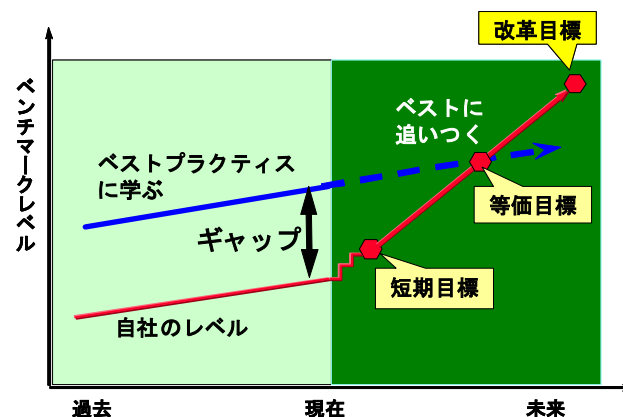 改革目標
ベストに
追いつく
ベストプラクティス
に学ぶ
等価目標
ギャップ
短期目標
自社のレベル
ベンチマークレベル
過去
現在
未来